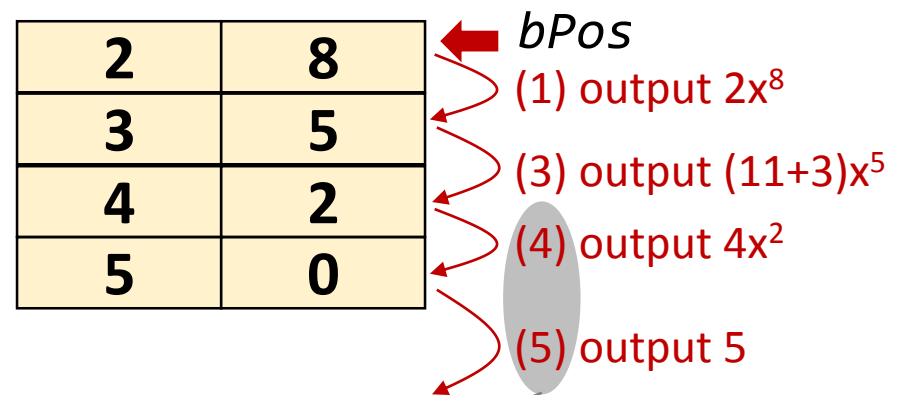 bPos
2 8
(1) output 2x⁸
3 5
(3) output (11+3)x⁵
4 2
(4) output 4x²
5 0
(5) output 5